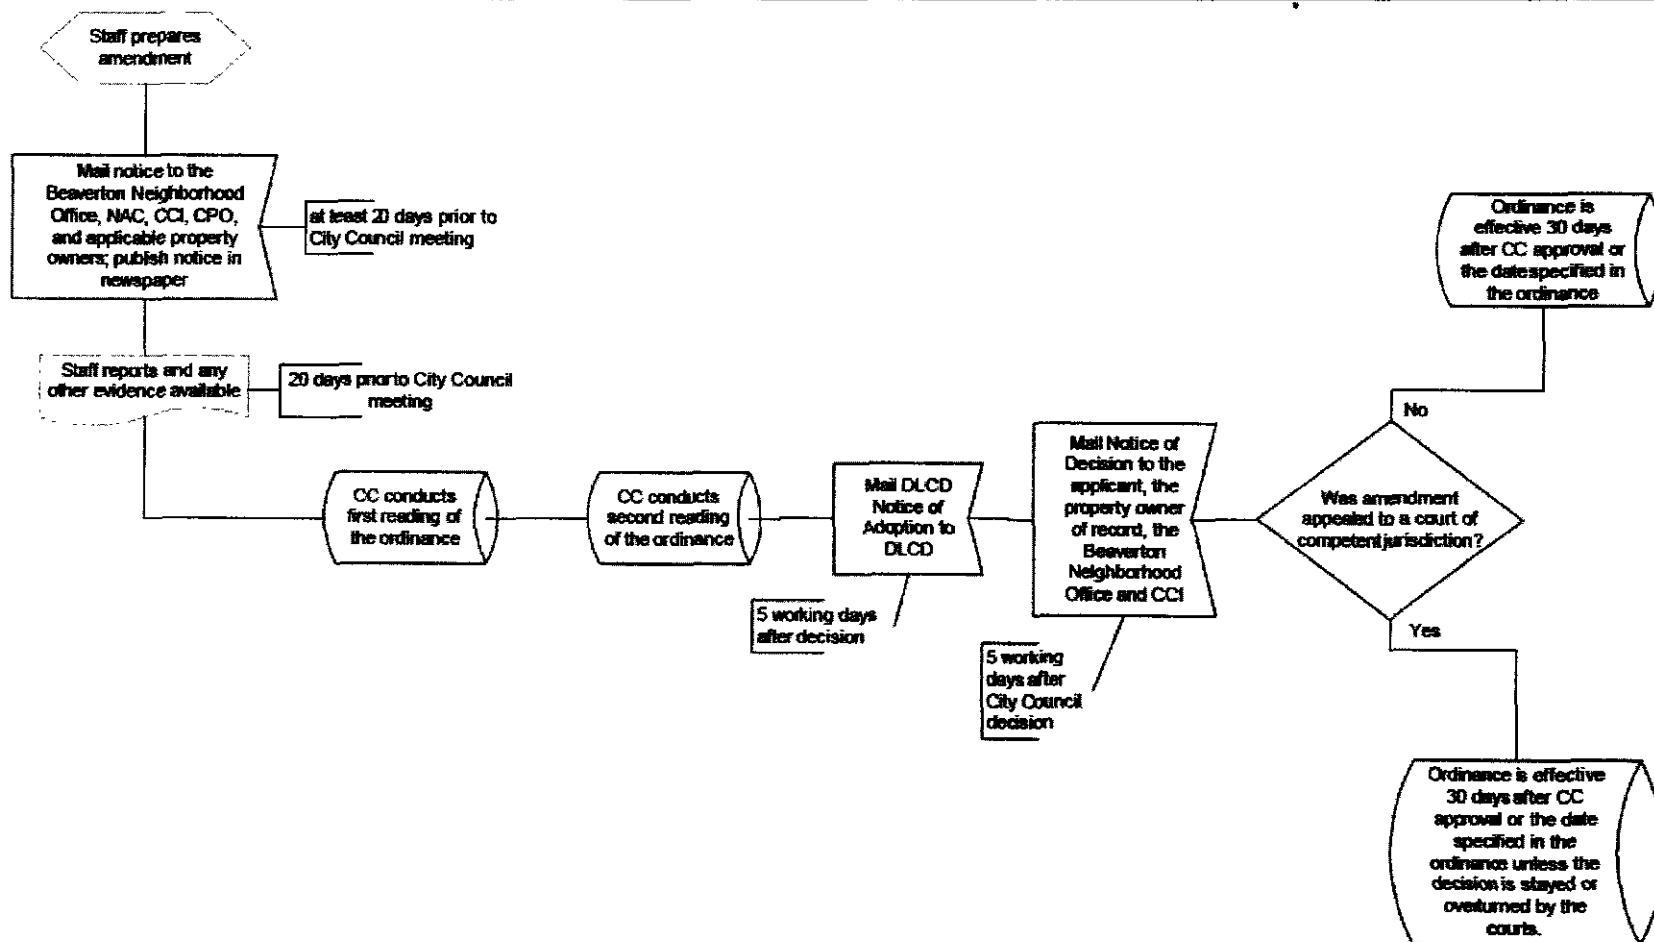 Staff prepares
amendment
Mail notice to the
Beaverton Neighborhood
Office, NAC, CCI, CPO,
and applicable property
owners; publish notice in
newspaper
at least 20 days prior to
City Council meeting
Staff reports and any
other evidence available
20 days prior to City Council
meeting
CC conducts
first reading of
the ordinance
CC conducts
second reading
of the ordinance
Mail DLCD
Notice of
Adoption to
DLCD
5 working days
after decision
Mail Notice of
Decision to the
applicant, the
property owner
of record, the
Beaverton
Neighborhood
Office and CCI
5 working
days after
City Council
decision
Was amendment
appealed to a court of
competent jurisdiction?
No
Ordinance is
effective 30 days
after CC approval or
the date specified in
the ordinance
Yes
Ordinance is effective
30 days after CC
approval or the date
specified in the
ordinance unless the
decision is stayed or
overturned by the
courts.